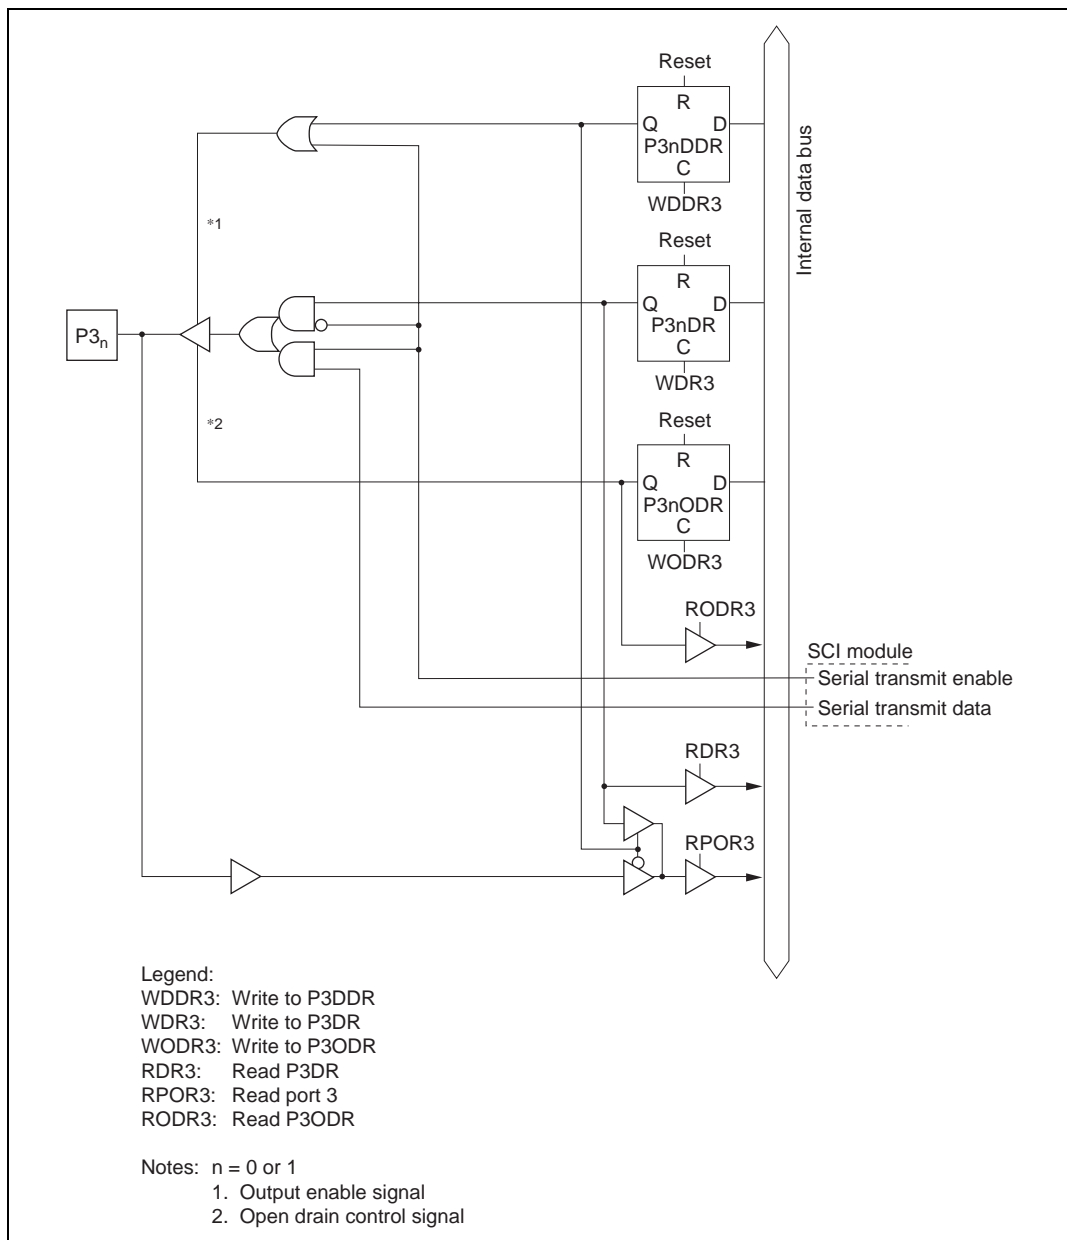 Reset
R
Q D
P3nDDR
C
WDDR3
Internal data bus
*1
Reset
R
Q D
P3nDR
C
WDR3
P3n
*2
Reset
R
Q D
P3nODR
C
WODR3
RODR3
SCI module
Serial transmit enable
Serial transmit data
RDR3
RPOR3
Legend:
WDDR3: Write to P3DDR
WDR3: Write to P3DR
WODR3: Write to P3ODR
RDR3: Read P3DR
RPOR3: Read port 3
RODR3: Read P3ODR
Notes: n = 0 or 1
1. Output enable signal
2. Open drain control signal